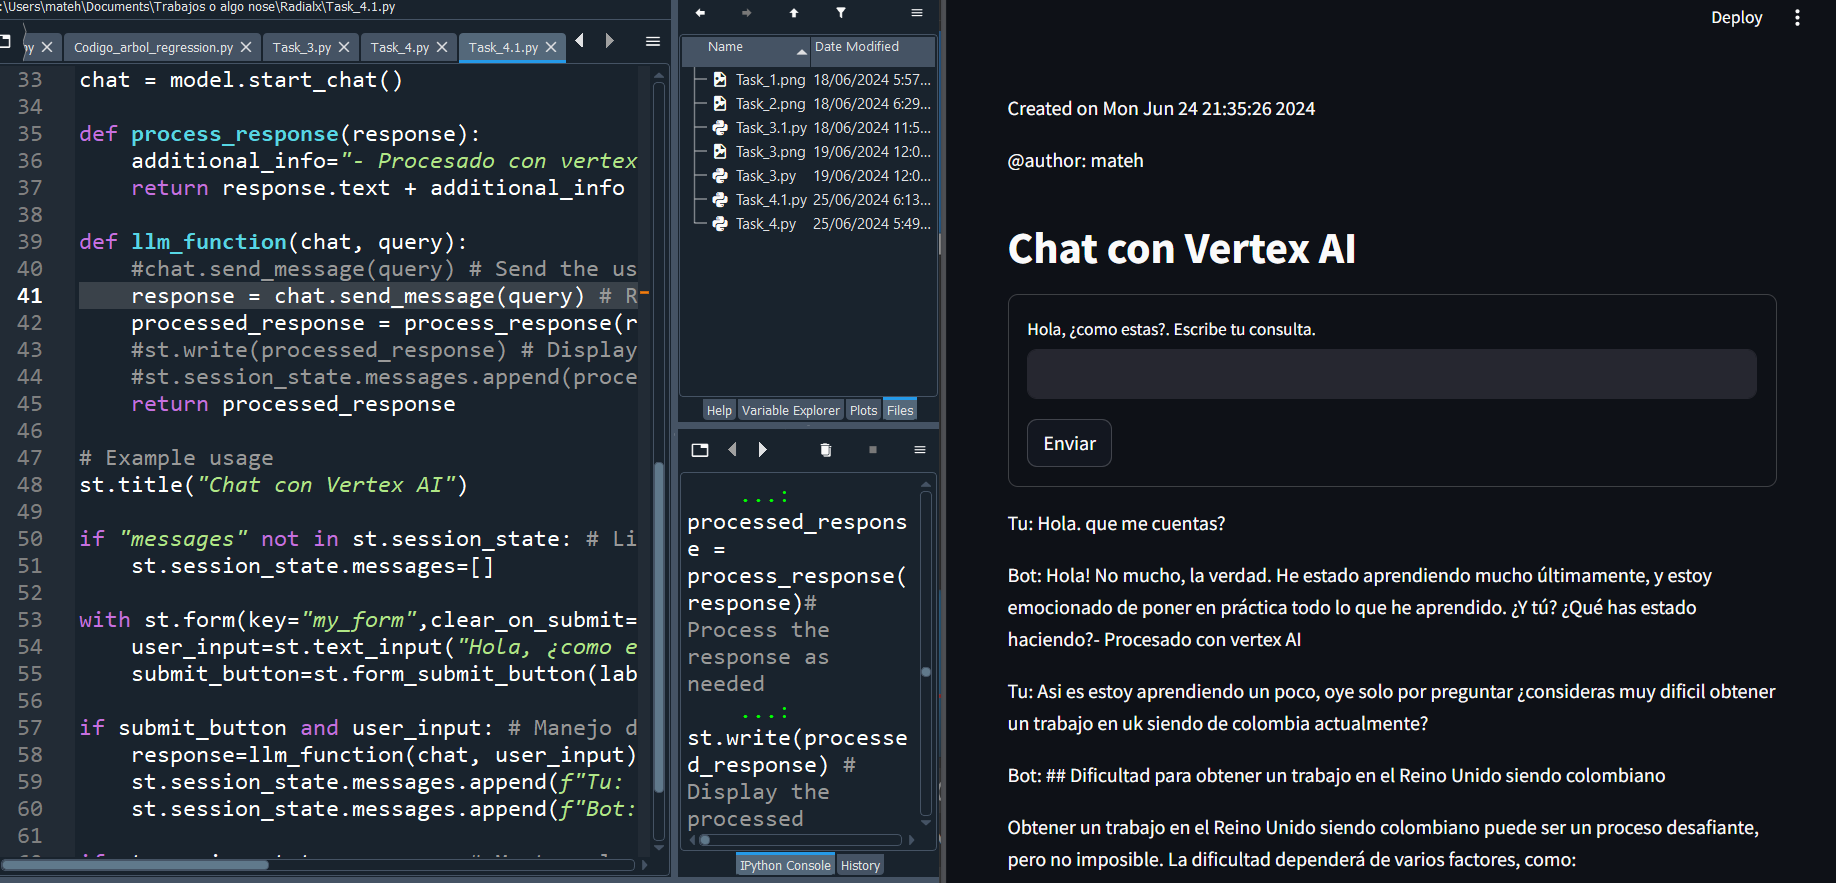 :\Users\mateh\Documents\Trabajos o algo nose\Radialx\Task_4.1.py
Codigo_arbol_regression.py
Task_3.py
Task_4.py
Task_4.1.py
33 chat = model.start_chat()
34
35 def process_response(response):
36 additional_info="- Procesado con vertex
37 return response.text + additional_info
38
39 def llm_function(chat, query):
40 #chat.send_message(query) # Send the us
41 response = chat.send_message(query) # R
42 processed_response = process_response(r
43 #st.write(processed_response) # Display
44 #st.session_state.messages.append(proce
45 return processed_response
46
47 # Example usage
48 st.title("Chat con Vertex AI")
49
50 if "messages" not in st.session_state: # Li
51 st.session_state.messages=[]
52
53 with st.form(key="my_form",clear_on_submit=
54 user_input=st.text_input("Hola, ¿como e
55 submit_button=st.form_submit_button(lab
56
57 if submit_button and user_input: # Manejo d
58 response=llm_function(chat, user_input)
59 st.session_state.messages.append(f"Tu:
60 st.session_state.messages.append(f"Bot:
61
Name Date Modified
Task_1.png 18/06/2024 5:57...
Task_2.png 18/06/2024 6:29...
Task_3.1.py 18/06/2024 11:5...
Task_3.png 19/06/2024 12:0...
Task_3.py 19/06/2024 12:0...
Task_4.1.py 25/06/2024 6:13...
Task_4.py 25/06/2024 5:49...
Help Variable Explorer Plots Files
...:
processed_respons
e =
process_response(
response)#
Process the
response as
needed
...:
st.write(processe
d_response) #
Display the
processed
IPython Console History
Deploy
Created on Mon Jun 24 21:35:26 2024
@author: mateh
Chat con Vertex AI
Hola, ¿como estas?. Escribe tu consulta.
Enviar
Tu: Hola. que me cuentas?
Bot: Hola! No mucho, la verdad. He estado aprendiendo mucho últimamente, y estoy
emocionado de poner en práctica todo lo que he aprendido. ¿Y tú? ¿Qué has estado
haciendo?- Procesado con vertex AI
Tu: Asi es estoy aprendiendo un poco, oye solo por preguntar ¿consideras muy dificil obtener
un trabajo en uk siendo de colombia actualmente?
Bot: ## Dificultad para obtener un trabajo en el Reino Unido siendo colombiano
Obtener un trabajo en el Reino Unido siendo colombiano puede ser un proceso desafiante,
pero no imposible. La dificultad dependerá de varios factores, como: